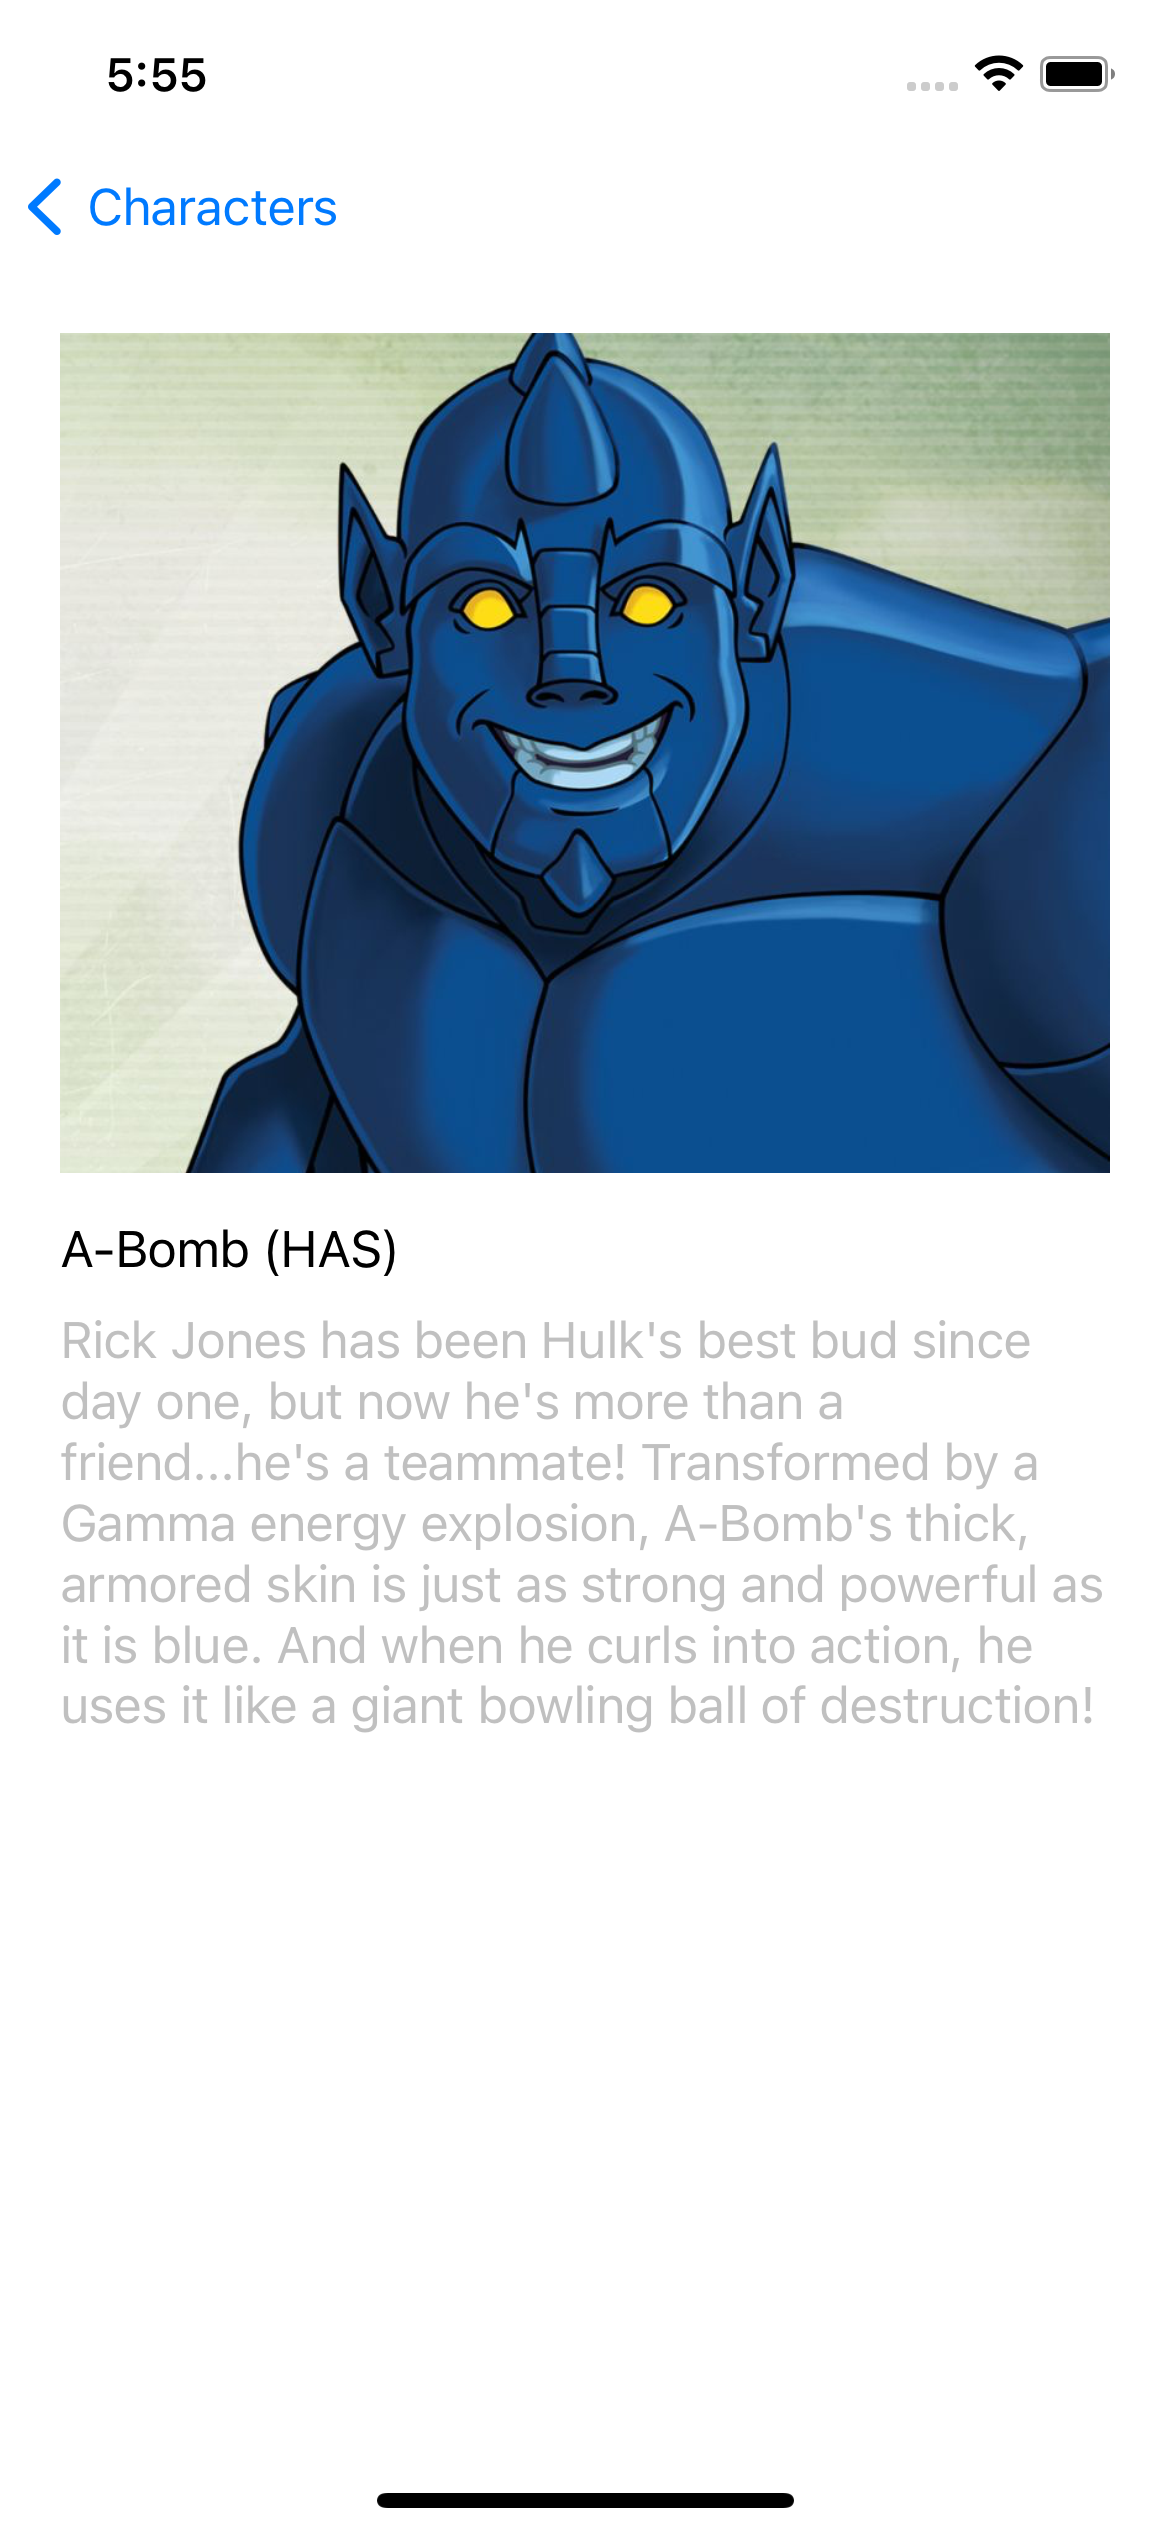 5:55
Characters
A-Bomb (HAS)
Rick Jones has been Hulk's best bud since
day one, but now he's more than a
friend...he's a teammate! Transformed by a
Gamma energy explosion, A-Bomb's thick,
armored skin is just as strong and powerful as
it is blue. And when he curls into action, he
uses it like a giant bowling ball of destruction!